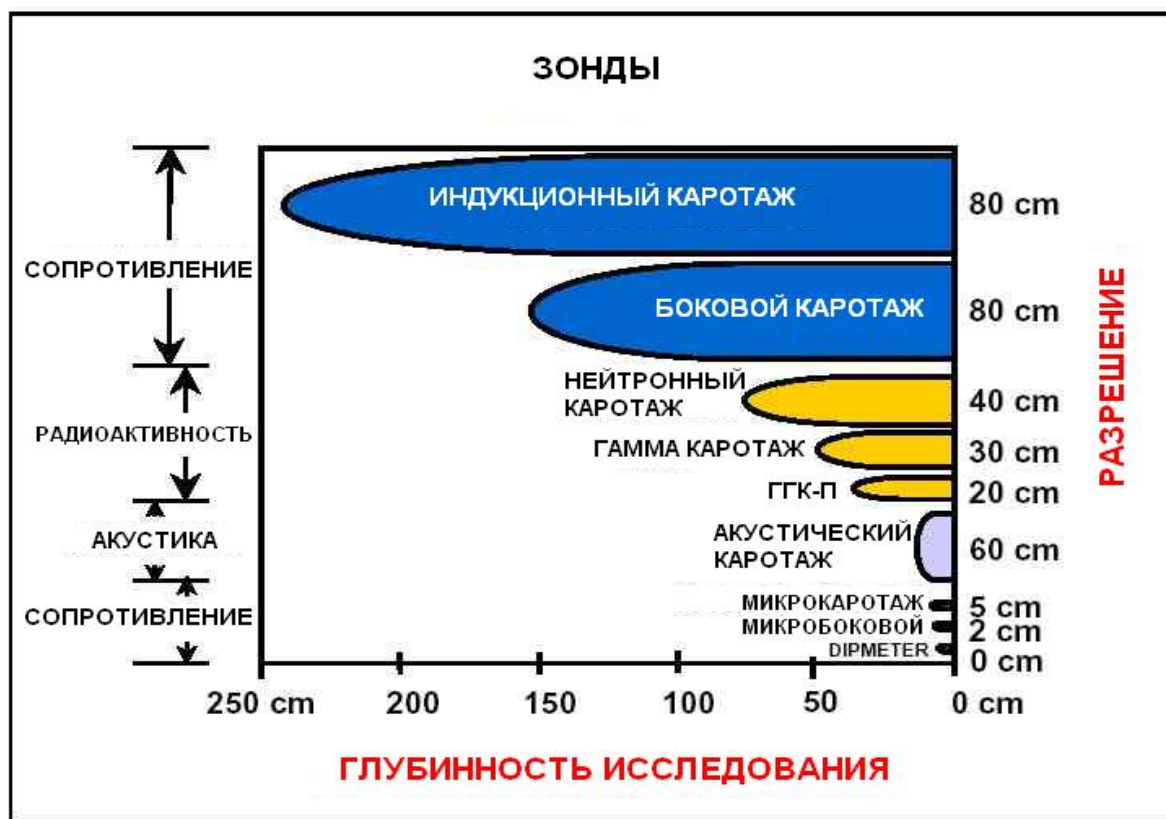 ЗОНДЫ
ИНДУКЦИОННЫЙ КАРОТАЖ
80 cm
СОПРОТИВЛЕНИЕ
БОКОВОЙ КАРОТАЖ
80 cm
НЕЙТРОННЫЙ
КАРОТАЖ
40 cm
РАДИОАКТИВНОСТЬ
ГАММА КАРОТАЖ
30 cm
ГГК-П
20 cm
АКУСТИКА
АКУСТИЧЕСКИЙ
КАРОТАЖ
60 cm
СОПРОТИВЛЕНИЕ
МИКРОКАРОТАЖ
5 cm
МИКРОБОКОВОЙ
2 cm
DIPMETER
0 cm
РАЗРЕШЕНИЕ
250 cm 200 150 100 50 0 cm
ГЛУБИННОСТЬ ИССЛЕДОВАНИЯ